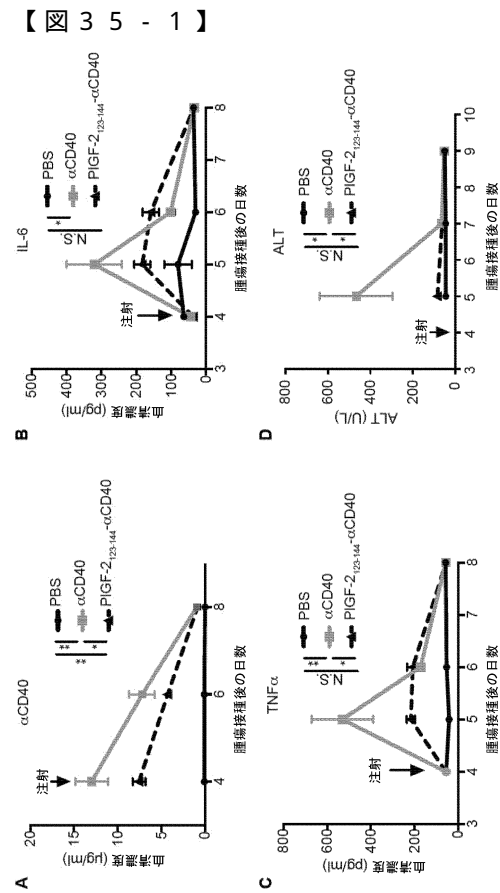 【図３５－１】
A
αCD40
注射
PBS
αCD40
PlGF-2123-144-αCD40
**
*
**
血清濃度 (μg/ml)
20
15
10
5
0
4
6
8
腫瘍接種後の日数
B
IL-6
注射
PBS
αCD40
PlGF-2123-144-αCD40
*
N.S.
血清濃度 (pg/ml)
500
400
300
200
100
0
3
4
5
6
7
8
腫瘍接種後の日数
C
TNFα
注射
PBS
αCD40
PlGF-2123-144-αCD40
**
*
N.S.
血清濃度 (pg/ml)
800
600
400
200
0
3
4
5
6
7
8
腫瘍接種後の日数
D
ALT
注射
PBS
αCD40
PlGF-2123-144-αCD40
*
*
ALT (U/L)
800
600
400
200
0
3
4
5
6
7
8
9
10
腫瘍接種後の日数